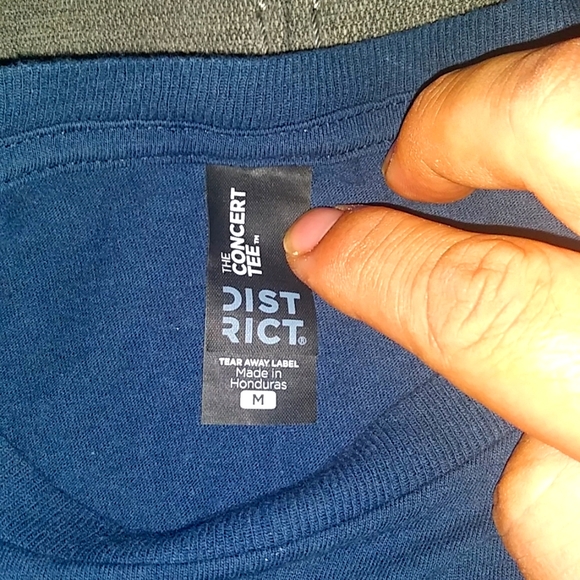 THE
CONCERT
TEE™
DIST
RICT®
TEAR AWAY LABEL
Made in
Honduras
M